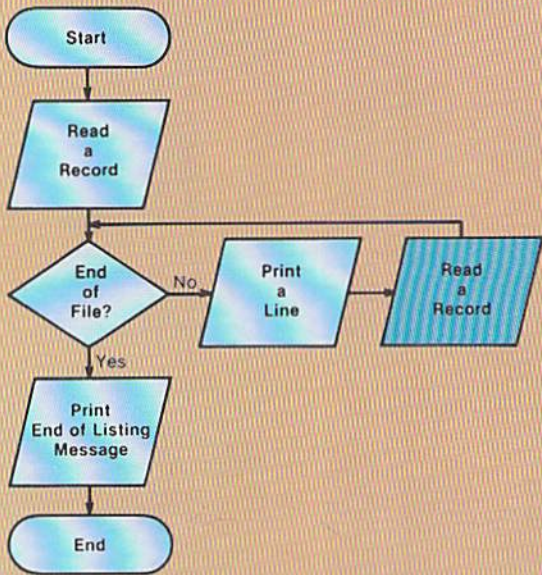 Start
Read
a
Record
End
of
File?
No
Print
a
Line
Read
a
Record
Yes
Print
End of Listing
Message
End